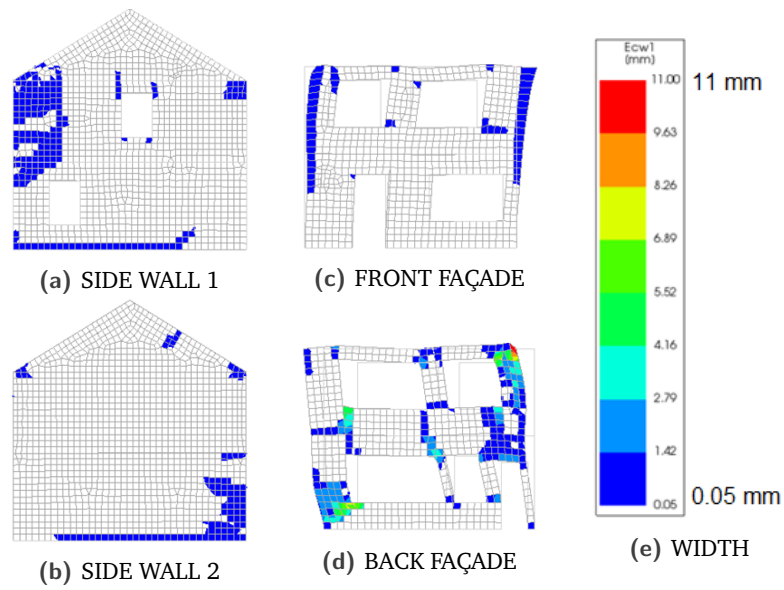 Ecw1
(mm)
11.00
11 mm
9.63
8.26
6.89
5.52
4.16
2.79
1.42
0.05
0.05 mm
(a) SIDE WALL 1
(c) FRONT FAÇADE
(b) SIDE WALL 2
(d) BACK FAÇADE
(e) WIDTH